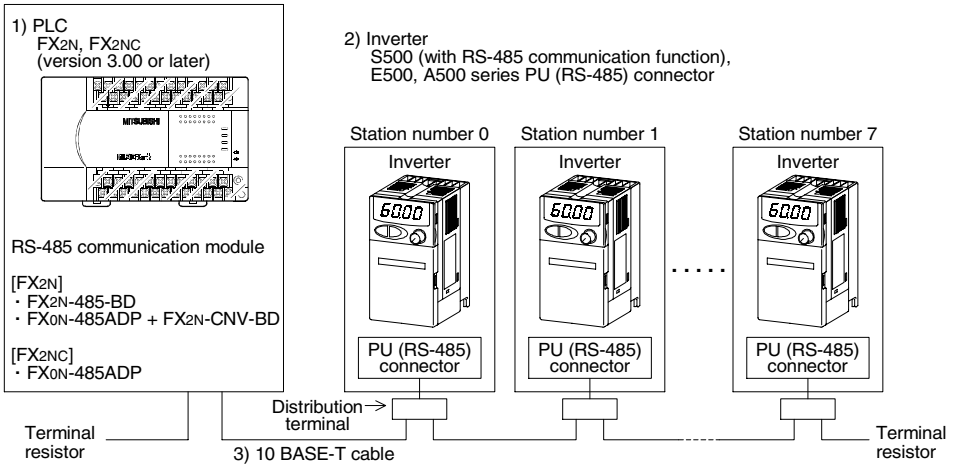 1) PLC
FX2N, FX2NC
(version 3.00 or later)
MITSUBISHI
RS-485 communication module
[FX2N]
· FX2N-485-BD
· FX0N-485ADP + FX2N-CNV-BD
[FX2NC]
· FX0N-485ADP
2) Inverter
S500 (with RS-485 communication function),
E500, A500 series PU (RS-485) connector
Station number 0
Inverter
60.00
PU (RS-485)
connector
Station number 1
Inverter
60.00
PU (RS-485)
connector
.....
Station number 7
Inverter
60.00
PU (RS-485)
connector
Distribution
terminal
Terminal
resistor
3) 10 BASE-T cable
Terminal
resistor